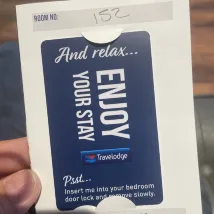 ROOM NO: 152
And relax...
ENJOY
YOUR STAY
Travelodge
Psst...
Insert me into your bedroom
door lock and remove slowly.